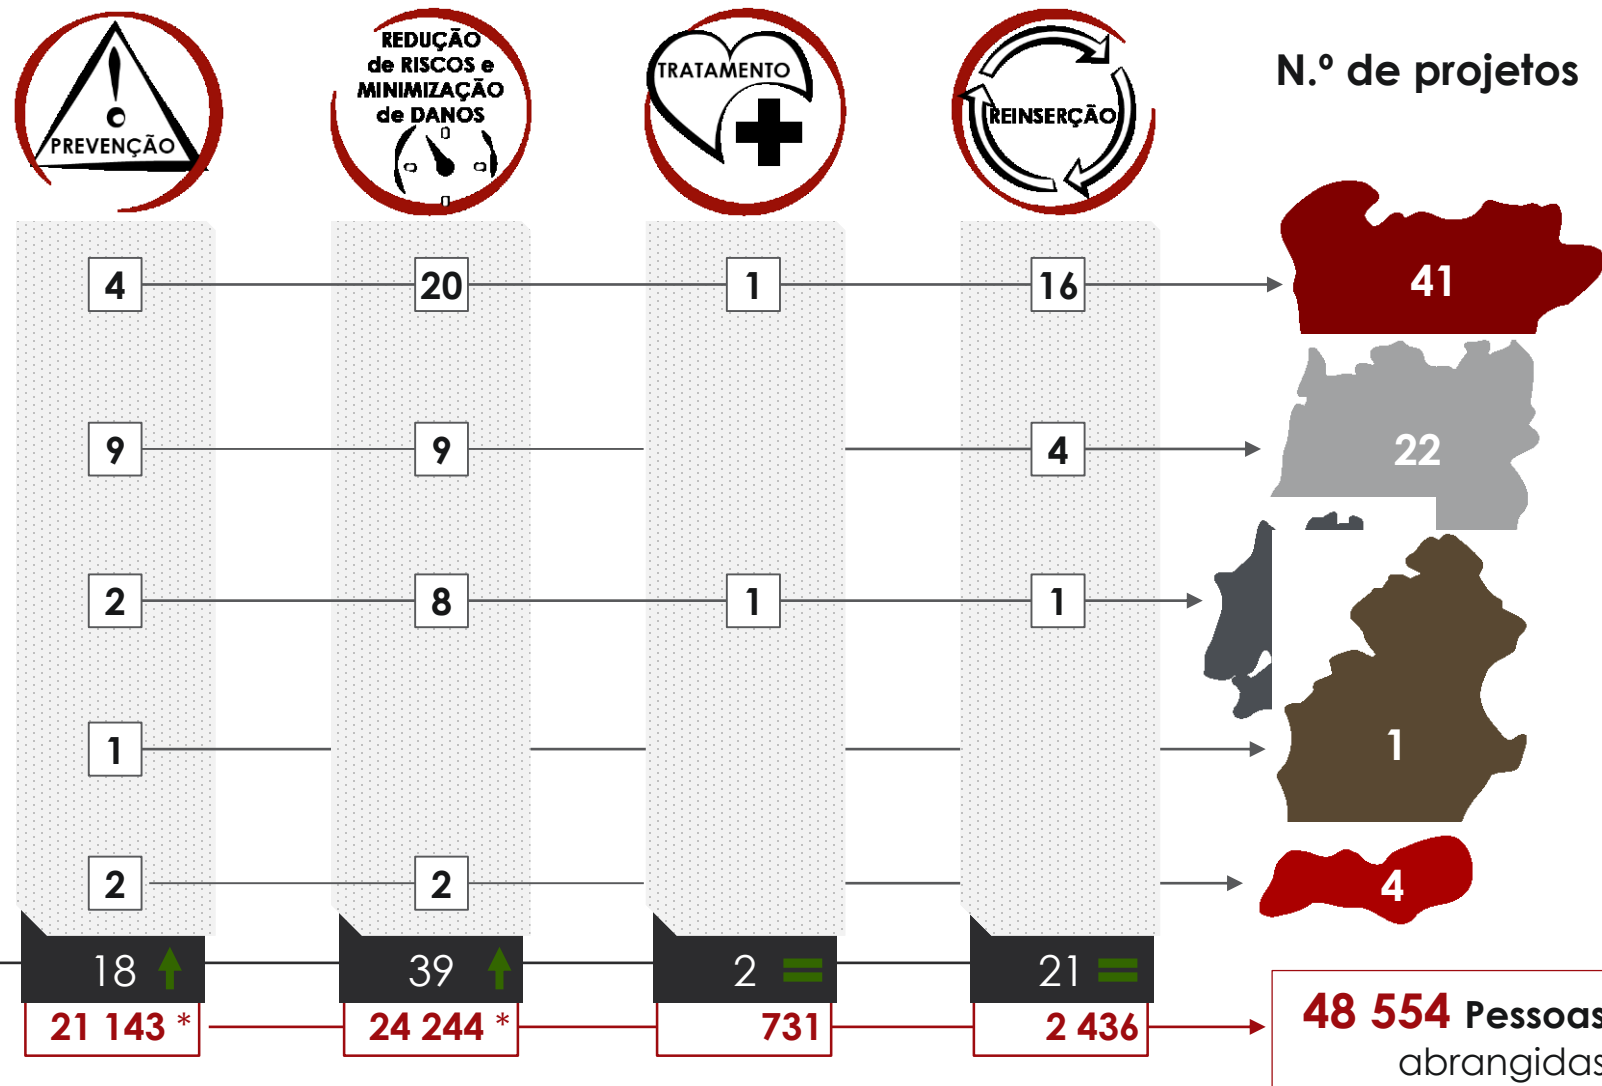 PREVENÇÃO
REDUÇÃO
de RISCOS e
MINIMIZAÇÃO
de DANOS
TRATAMENTO
REINSERÇÃO
N.º de projetos
4 20 1 16 41
9 9 4 22
2 8 1 1
1 1
2 2 4
18 39 2 21
21 143 * 24 244 * 731 2 436
48 554 Pessoas
abrangidas